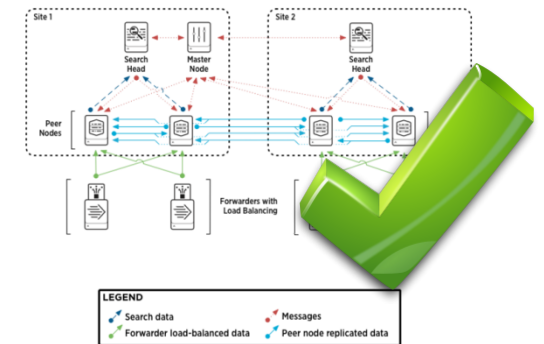 Site 1
Site 2
Search
Head
Master
Node
Search
Head
Peer
Nodes
Forwarders with
Load Balancing
LEGEND
Search data
Messages
Forwarder load-balanced data
Peer node replicated data